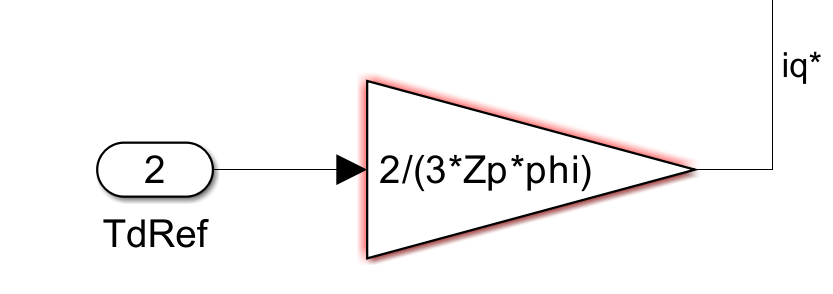 iq*
2
2/(3*Zp*phi)
TdRef